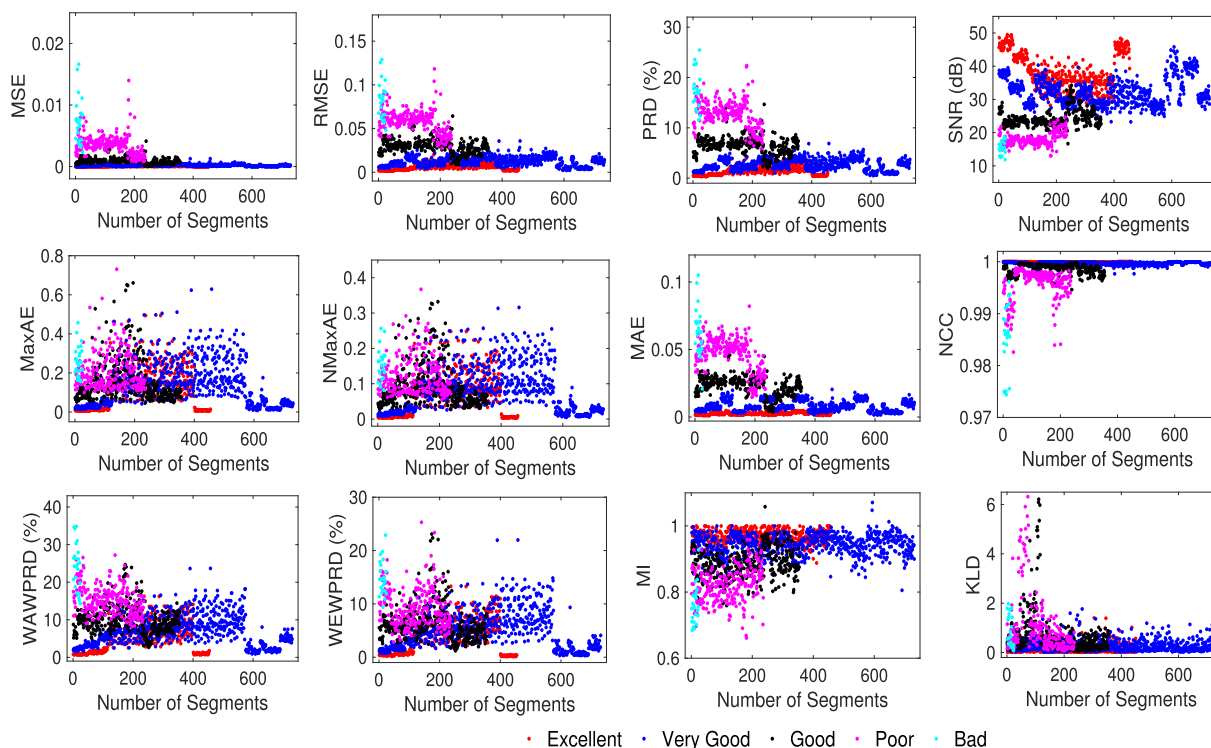 0.02
0.01
0
MSE
0 200 400 600
Number of Segments
0.15
0.1
0.05
0
RMSE
0 200 400 600
Number of Segments
30
20
10
0
PRD (%)
0 200 400 600
Number of Segments
50
40
30
20
10
SNR (dB)
0 200 400 600
Number of Segments
0.8
0.6
0.4
0.2
0
MaxAE
0 200 400 600
Number of Segments
0.4
0.3
0.2
0.1
0
NMaxAE
0 200 400 600
Number of Segments
0.1
0.05
0
MAE
0 200 400 600
Number of Segments
1
0.99
0.98
0.97
NCC
0 200 400 600
Number of Segments
40
30
20
10
0
WAWPRD (%)
0 200 400 600
Number of Segments
30
20
10
0
WEWPRD (%)
0 200 400 600
Number of Segments
1
0.8
0.6
MI
0 200 400 600
Number of Segments
6
4
2
0
KLD
0 200 400 600
Number of Segments
Excellent Very Good Good Poor Bad